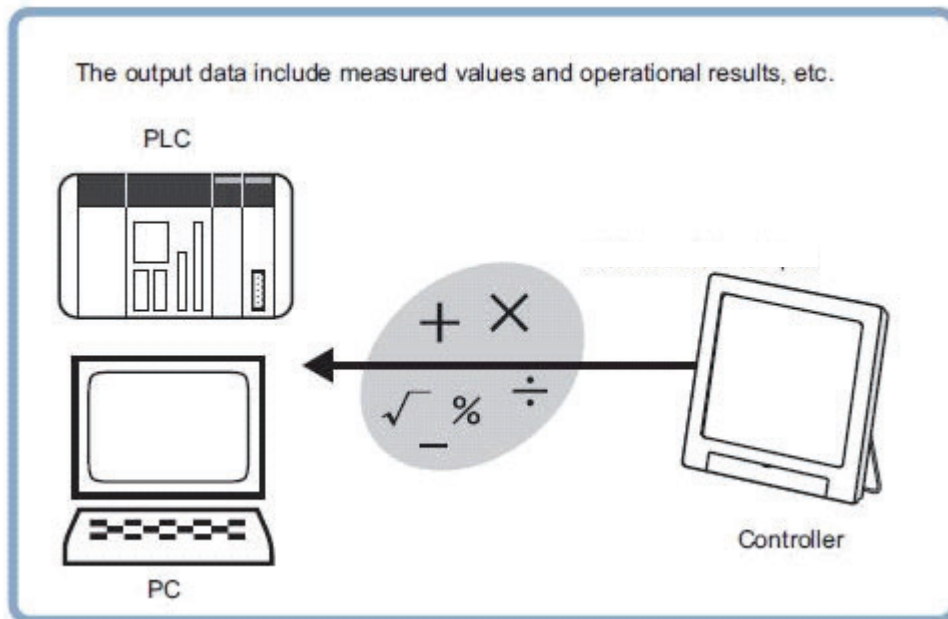 The output data include measured values and operational results, etc.
PLC
+ ×
√ % ÷
−
Controller
PC